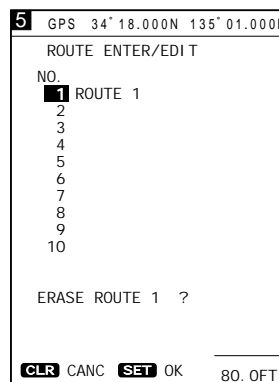 5 GPS 34°18.000N 135°01.000
ROUTE ENTER/EDIT
NO.
1 ROUTE 1
2
3
4
5
6
7
8
9
10
ERASE ROUTE 1 ?
CLR CANC SET OK 80.0FT